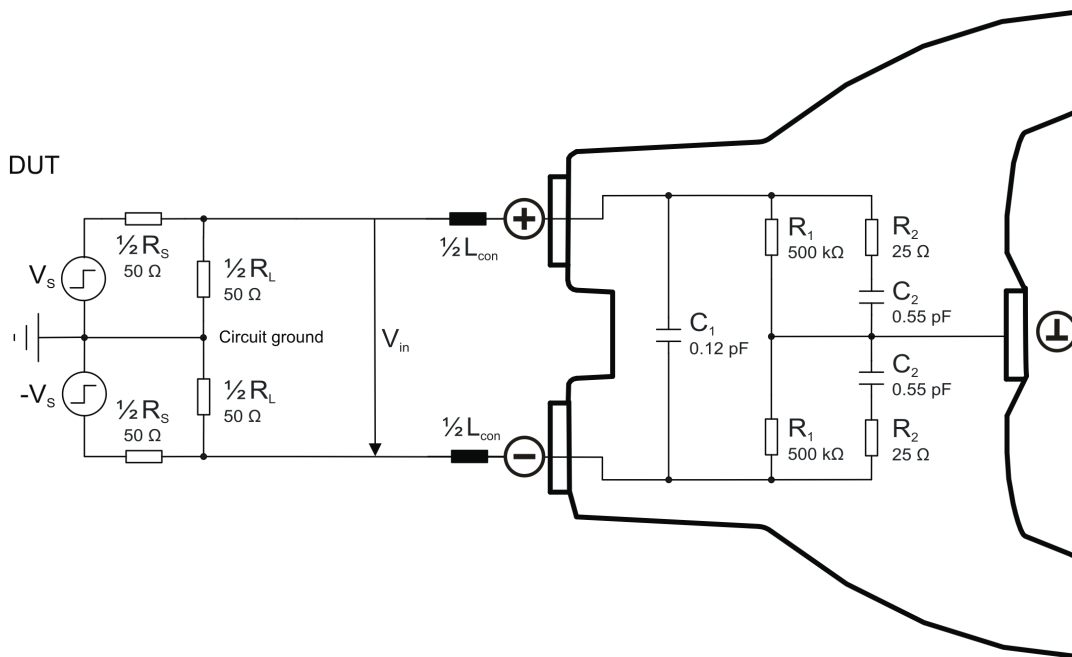 DUT
½ R_S
50 Ω
V_S
½ R_L
50 Ω
Circuit ground
V_in
-V_S
½ R_L
50 Ω
½ R_S
50 Ω
½ L_con
+
½ L_con
−
C_1
0.12 pF
R_1
500 kΩ
R_2
25 Ω
C_2
0.55 pF
C_2
0.55 pF
R_1
500 kΩ
R_2
25 Ω